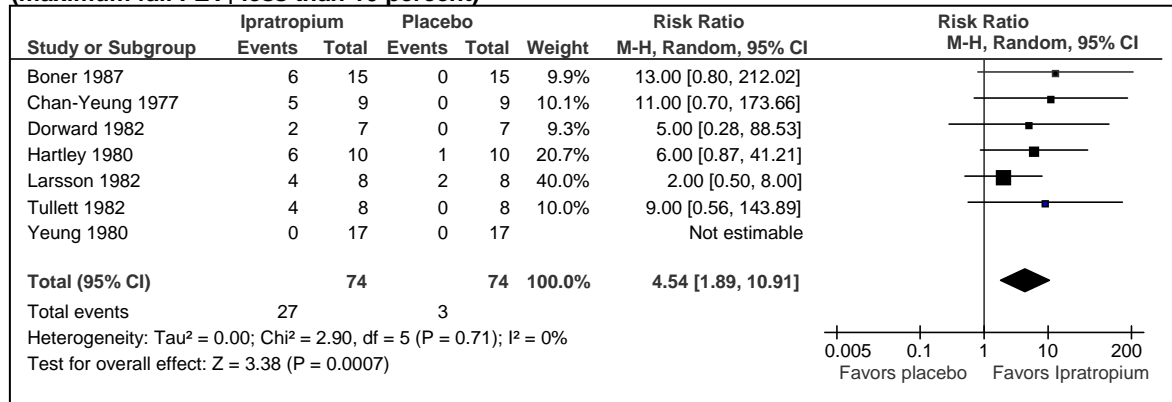 (maximum fall FEV1 less than 10 percent)
Ipratropium Placebo Risk Ratio Risk Ratio
Study or Subgroup Events Total Events Total Weight M-H, Random, 95% CI M-H, Random, 95% CI
Boner 1987 6 15 0 15 9.9% 13.00 [0.80, 212.02]
Chan-Yeung 1977 5 9 0 9 10.1% 11.00 [0.70, 173.66]
Dorward 1982 2 7 0 7 9.3% 5.00 [0.28, 88.53]
Hartley 1980 6 10 1 10 20.7% 6.00 [0.87, 41.21]
Larsson 1982 4 8 2 8 40.0% 2.00 [0.50, 8.00]
Tullett 1982 4 8 0 8 10.0% 9.00 [0.56, 143.89]
Yeung 1980 0 17 0 17 Not estimable
Total (95% CI) 74 74 100.0% 4.54 [1.89, 10.91]
Total events 27 3
Heterogeneity: Tau² = 0.00; Chi² = 2.90, df = 5 (P = 0.71); I² = 0%
Test for overall effect: Z = 3.38 (P = 0.0007)
0.005 0.1 1 10 200
Favors placebo Favors Ipratropium